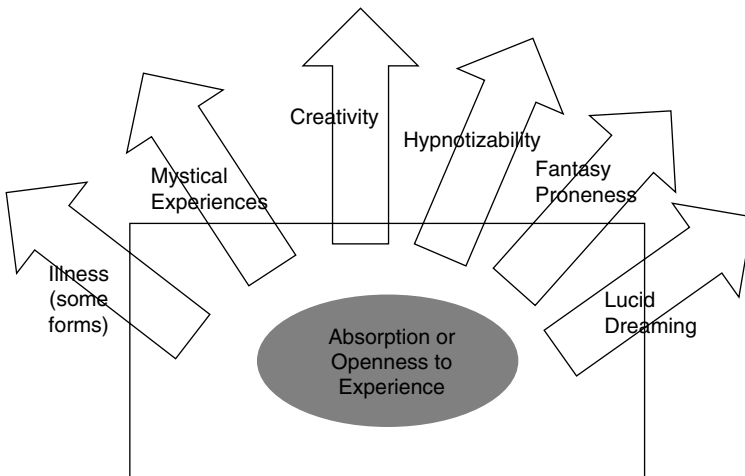 Creativity
Hypnotizability
Mystical
Experiences
Fantasy
Proneness
Illness
(some
forms)
Lucid
Dreaming
Absorption or
Openness to
Experience